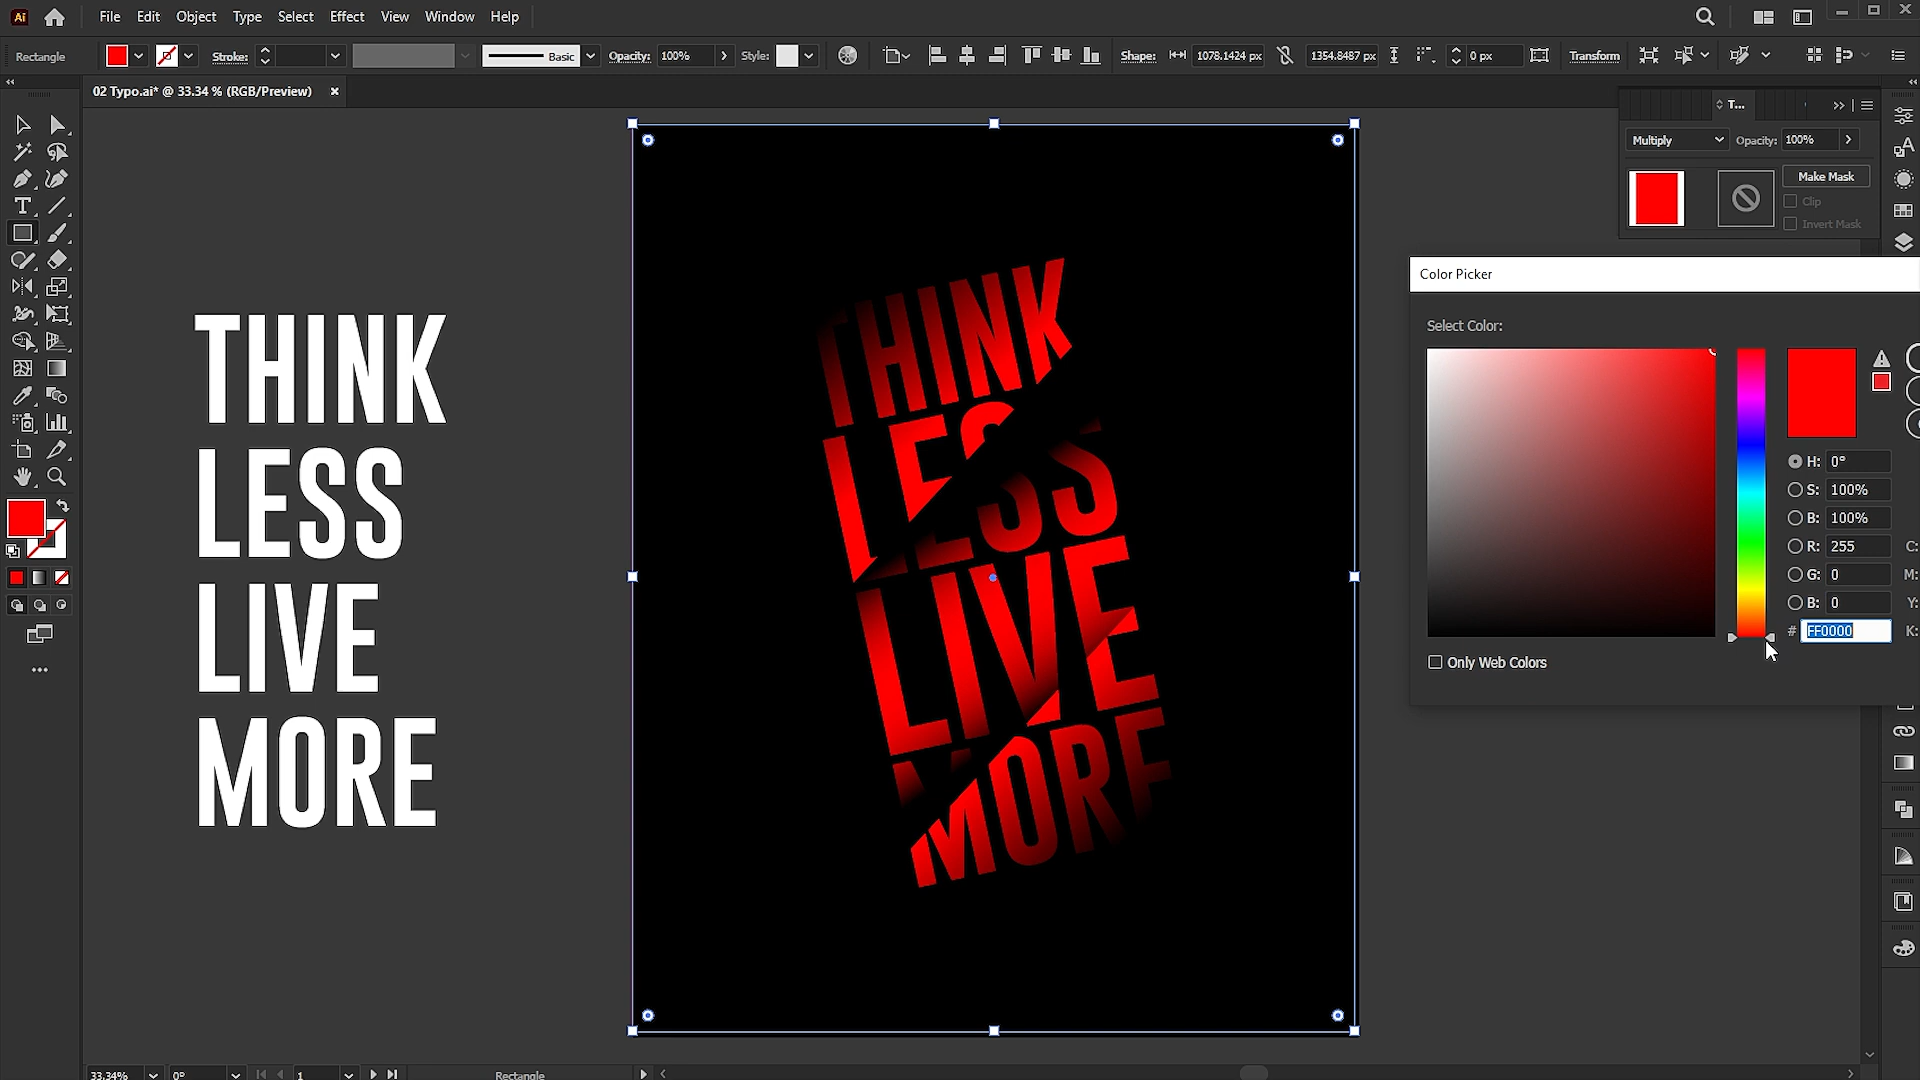 Ai File Edit Object Type Select Effect View Window Help
Rectangle Stroke: Basic Opacity: 100% Style: Shape: 1078.1424 px 1354.8487 px 0 px Transform
02 Typo.ai* @ 33.34 % (RGB/Preview) ×
T...
Multiply Opacity: 100%
Make Mask
Clip
Invert Mask
THINK
LESS
LIVE
MORE
THINK
LESS
LESS
LIVE
MORE
Color Picker
Select Color:
H: 0°
S: 100%
B: 100%
R: 255 C:
G: 0 M:
B: 0 Y:
# FF0000 K:
Only Web Colors
33.34% 0° 1 Rectangle